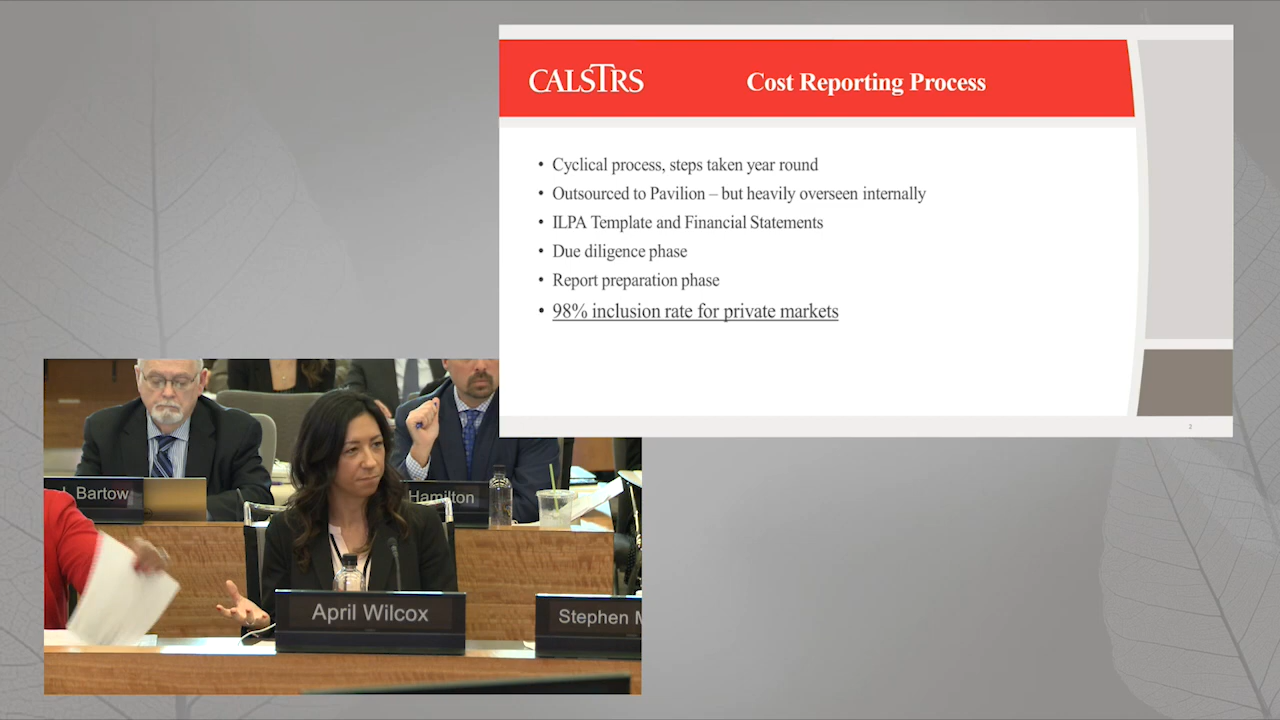 CALSTRS
Cost Reporting Process
• Cyclical process, steps taken year round
• Outsourced to Pavilion – but heavily overseen internally
• ILPA Template and Financial Statements
• Due diligence phase
• Report preparation phase
• 98% inclusion rate for private markets
2
Bartow
Hamilton
April Wilcox
Stephen